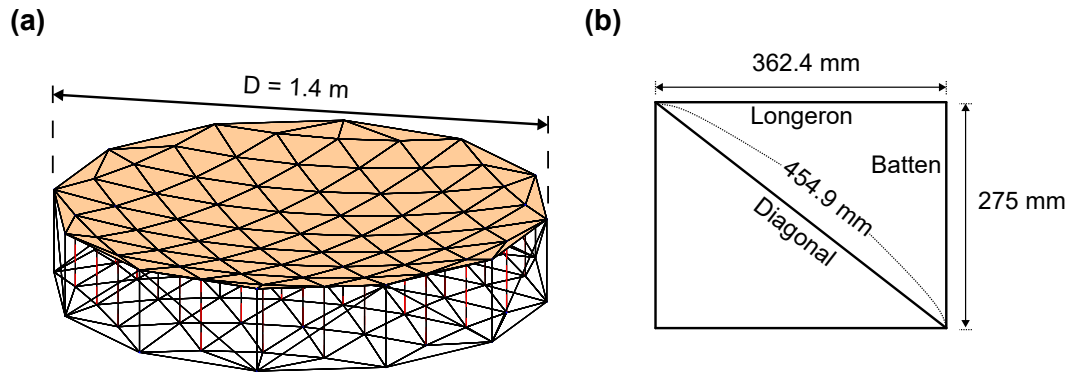 (a)
D = 1.4 m
(b)
362.4 mm
Longeron
Batten
454.9 mm
Diagonal
275 mm